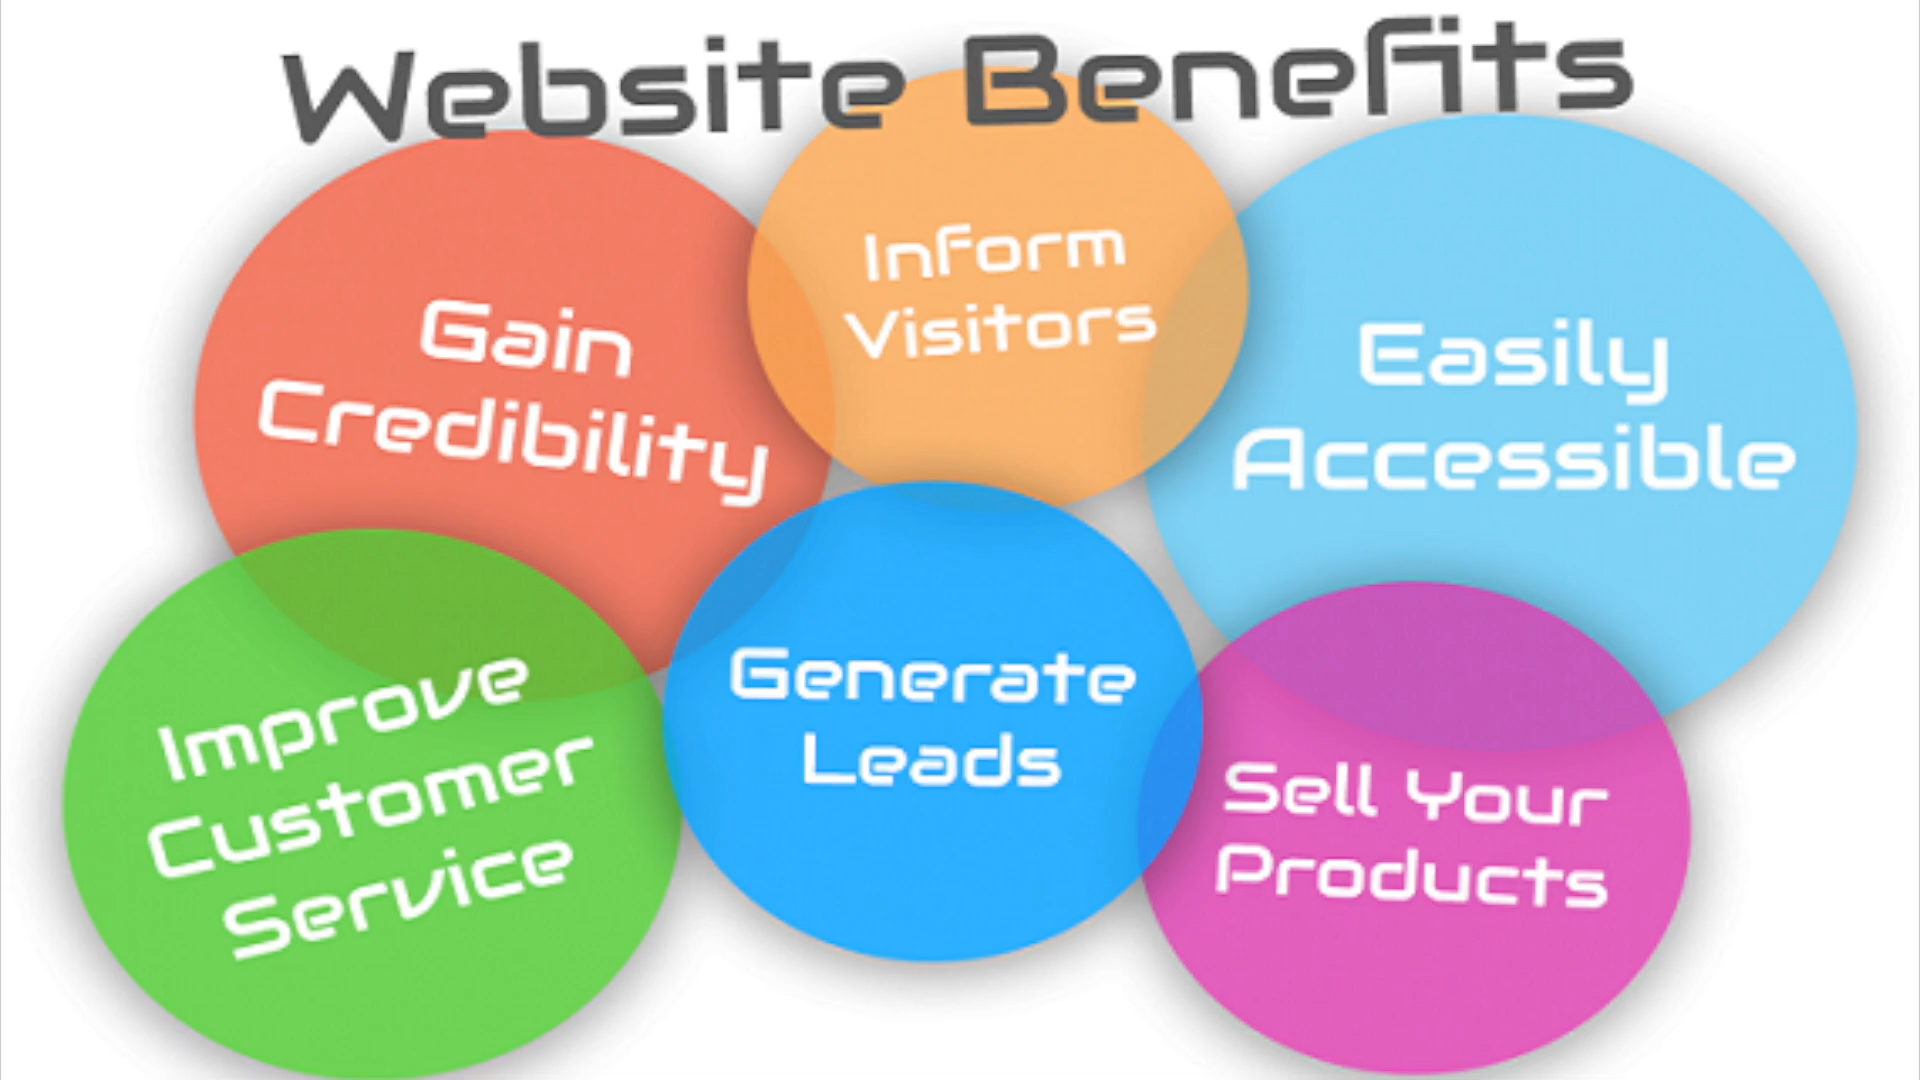 Website Benefits
Gain
Credibility
Inform
Visitors
Easily
Accessible
Improve
Customer
Service
Generate
Leads
Sell Your
Products